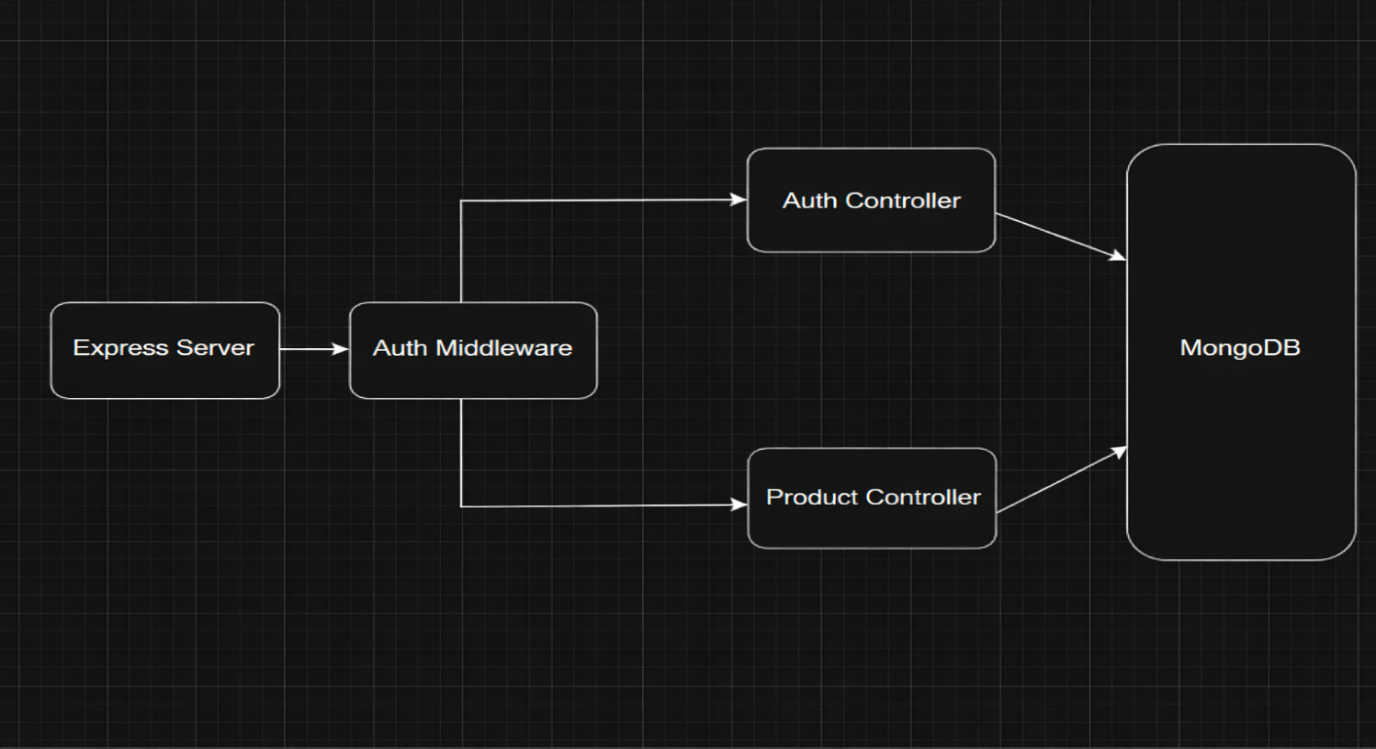 Express Server
Auth Middleware
Auth Controller
Product Controller
MongoDB